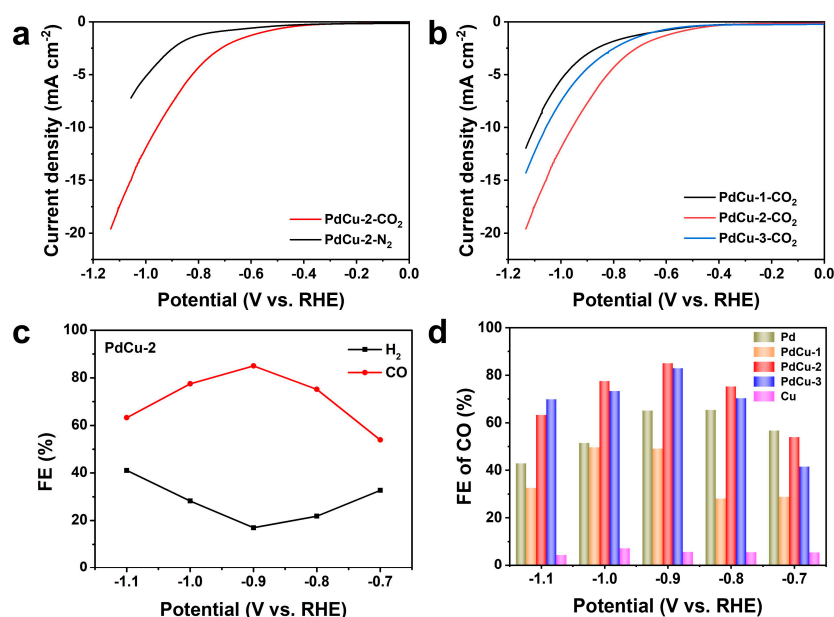 a
0
-5
-10
-15
-20
Current density (mA cm⁻²)
PdCu-2-CO₂
PdCu-2-N₂
-1.2 -1.0 -0.8 -0.6 -0.4 -0.2 0.0
Potential (V vs. RHE)
b
0
-5
-10
-15
-20
Current density (mA cm⁻²)
PdCu-1-CO₂
PdCu-2-CO₂
PdCu-3-CO₂
-1.2 -1.0 -0.8 -0.6 -0.4 -0.2 0.0
Potential (V vs. RHE)
c
100
80
60
40
20
0
FE (%)
PdCu-2
H₂
CO
-1.1 -1.0 -0.9 -0.8 -0.7
Potential (V vs. RHE)
d
100
80
60
40
20
0
FE of CO (%)
Pd
PdCu-1
PdCu-2
PdCu-3
Cu
-1.1 -1.0 -0.9 -0.8 -0.7
Potential (V vs. RHE)